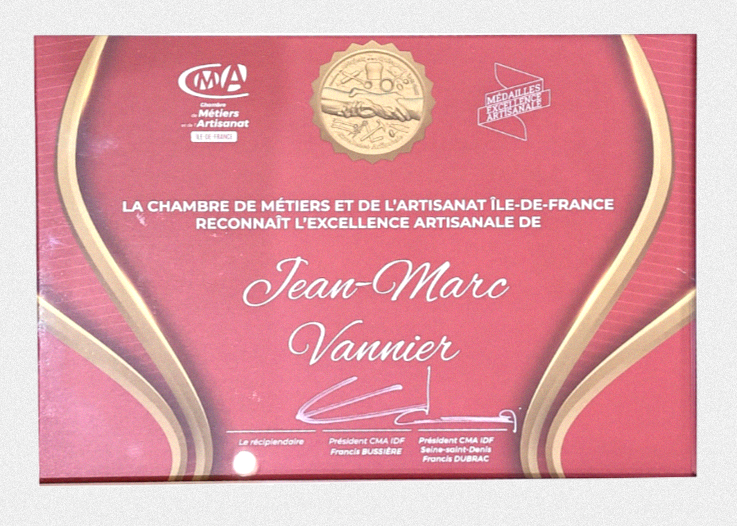 CMA
Chambre
de Métiers
et de l'Artisanat
ÎLE-DE-FRANCE
MÉDAILLES
EXCELLENCE
ARTISANALE
LA CHAMBRE DE MÉTIERS ET DE L'ARTISANAT ÎLE-DE-FRANCE
RECONNAÎT L'EXCELLENCE ARTISANALE DE
Jean-Marc
Vannier
Le récipiendaire
Président CMA IDF
Francis BUSSIÈRE
Président CMA IDF
Seine-saint-Denis
Francis DUBRAC